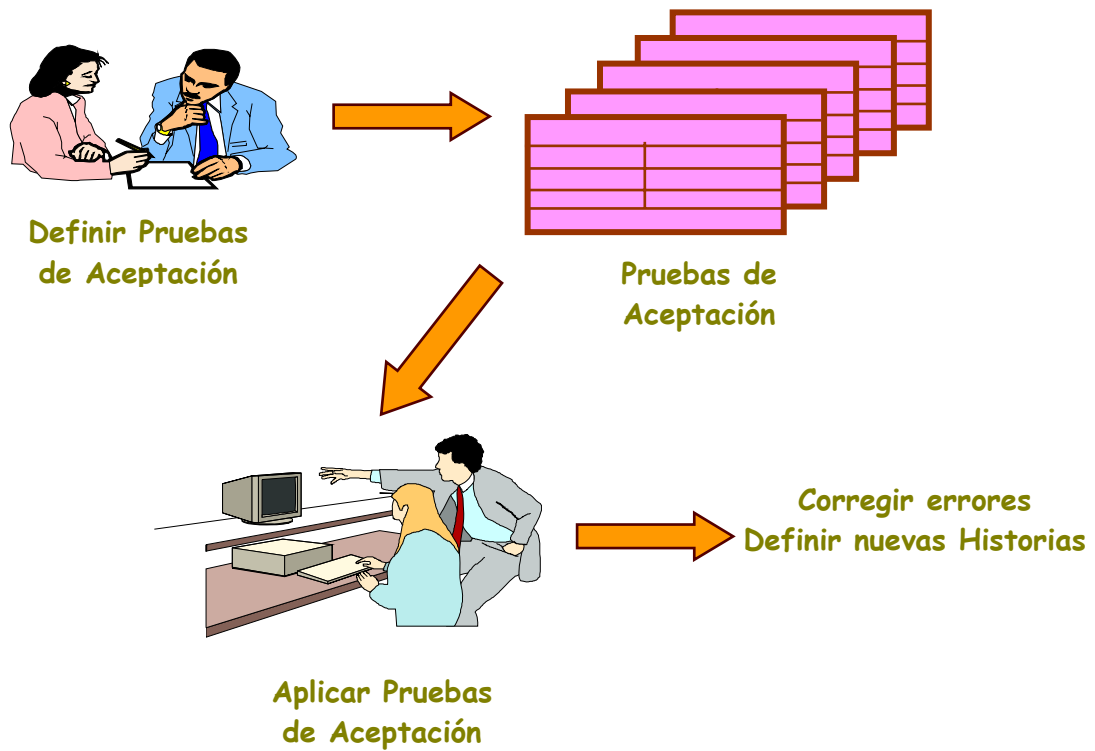 Definir Pruebas
de Aceptación
Pruebas de
Aceptación
Aplicar Pruebas
de Aceptación
Corregir errores
Definir nuevas Historias